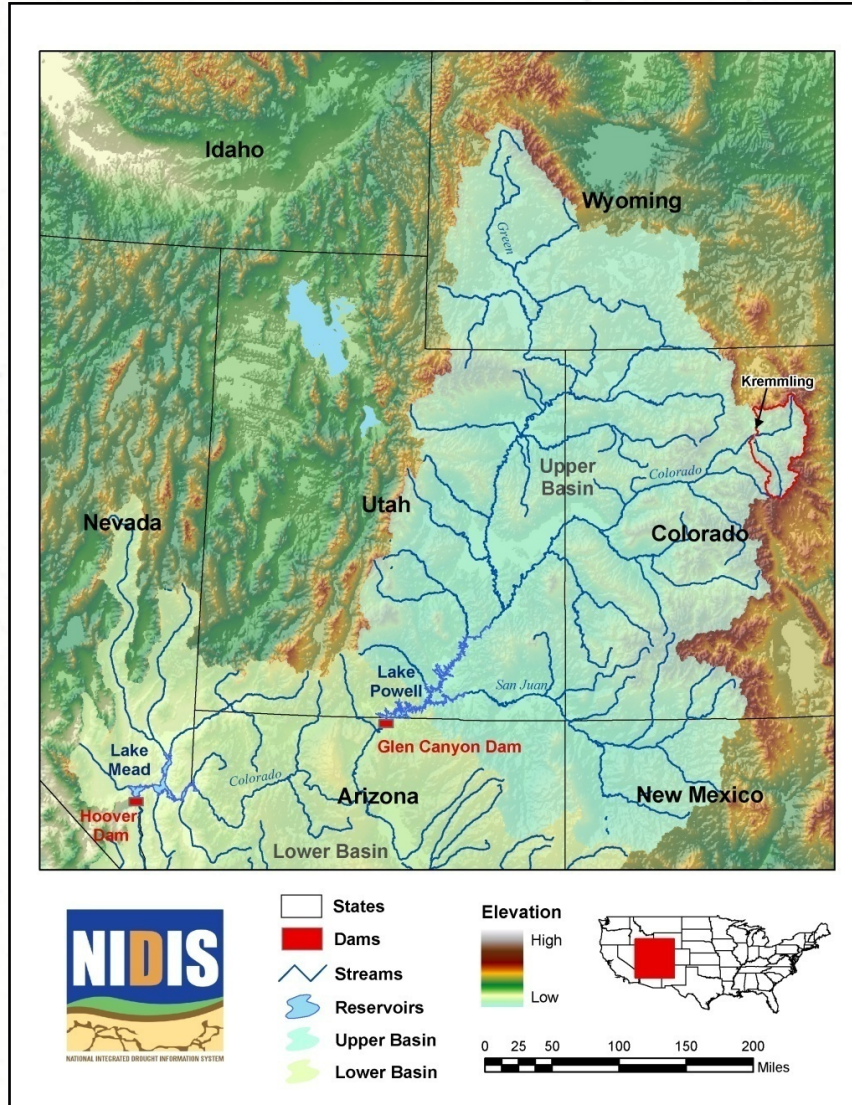 Idaho
Wyoming
Green
Kremmling
Upper
Basin
Colorado
Nevada
Utah
Colorado
Lake
Powell
San Juan
Glen Canyon Dam
Lake
Mead
Colorado
Arizona
New Mexico
Hoover
Dam
Lower Basin
NIDIS
NATIONAL INTEGRATED DROUGHT INFORMATION SYSTEM
States
Dams
Streams
Reservoirs
Upper Basin
Lower Basin
Elevation
High
Low
0 25 50 100 150 200
Miles